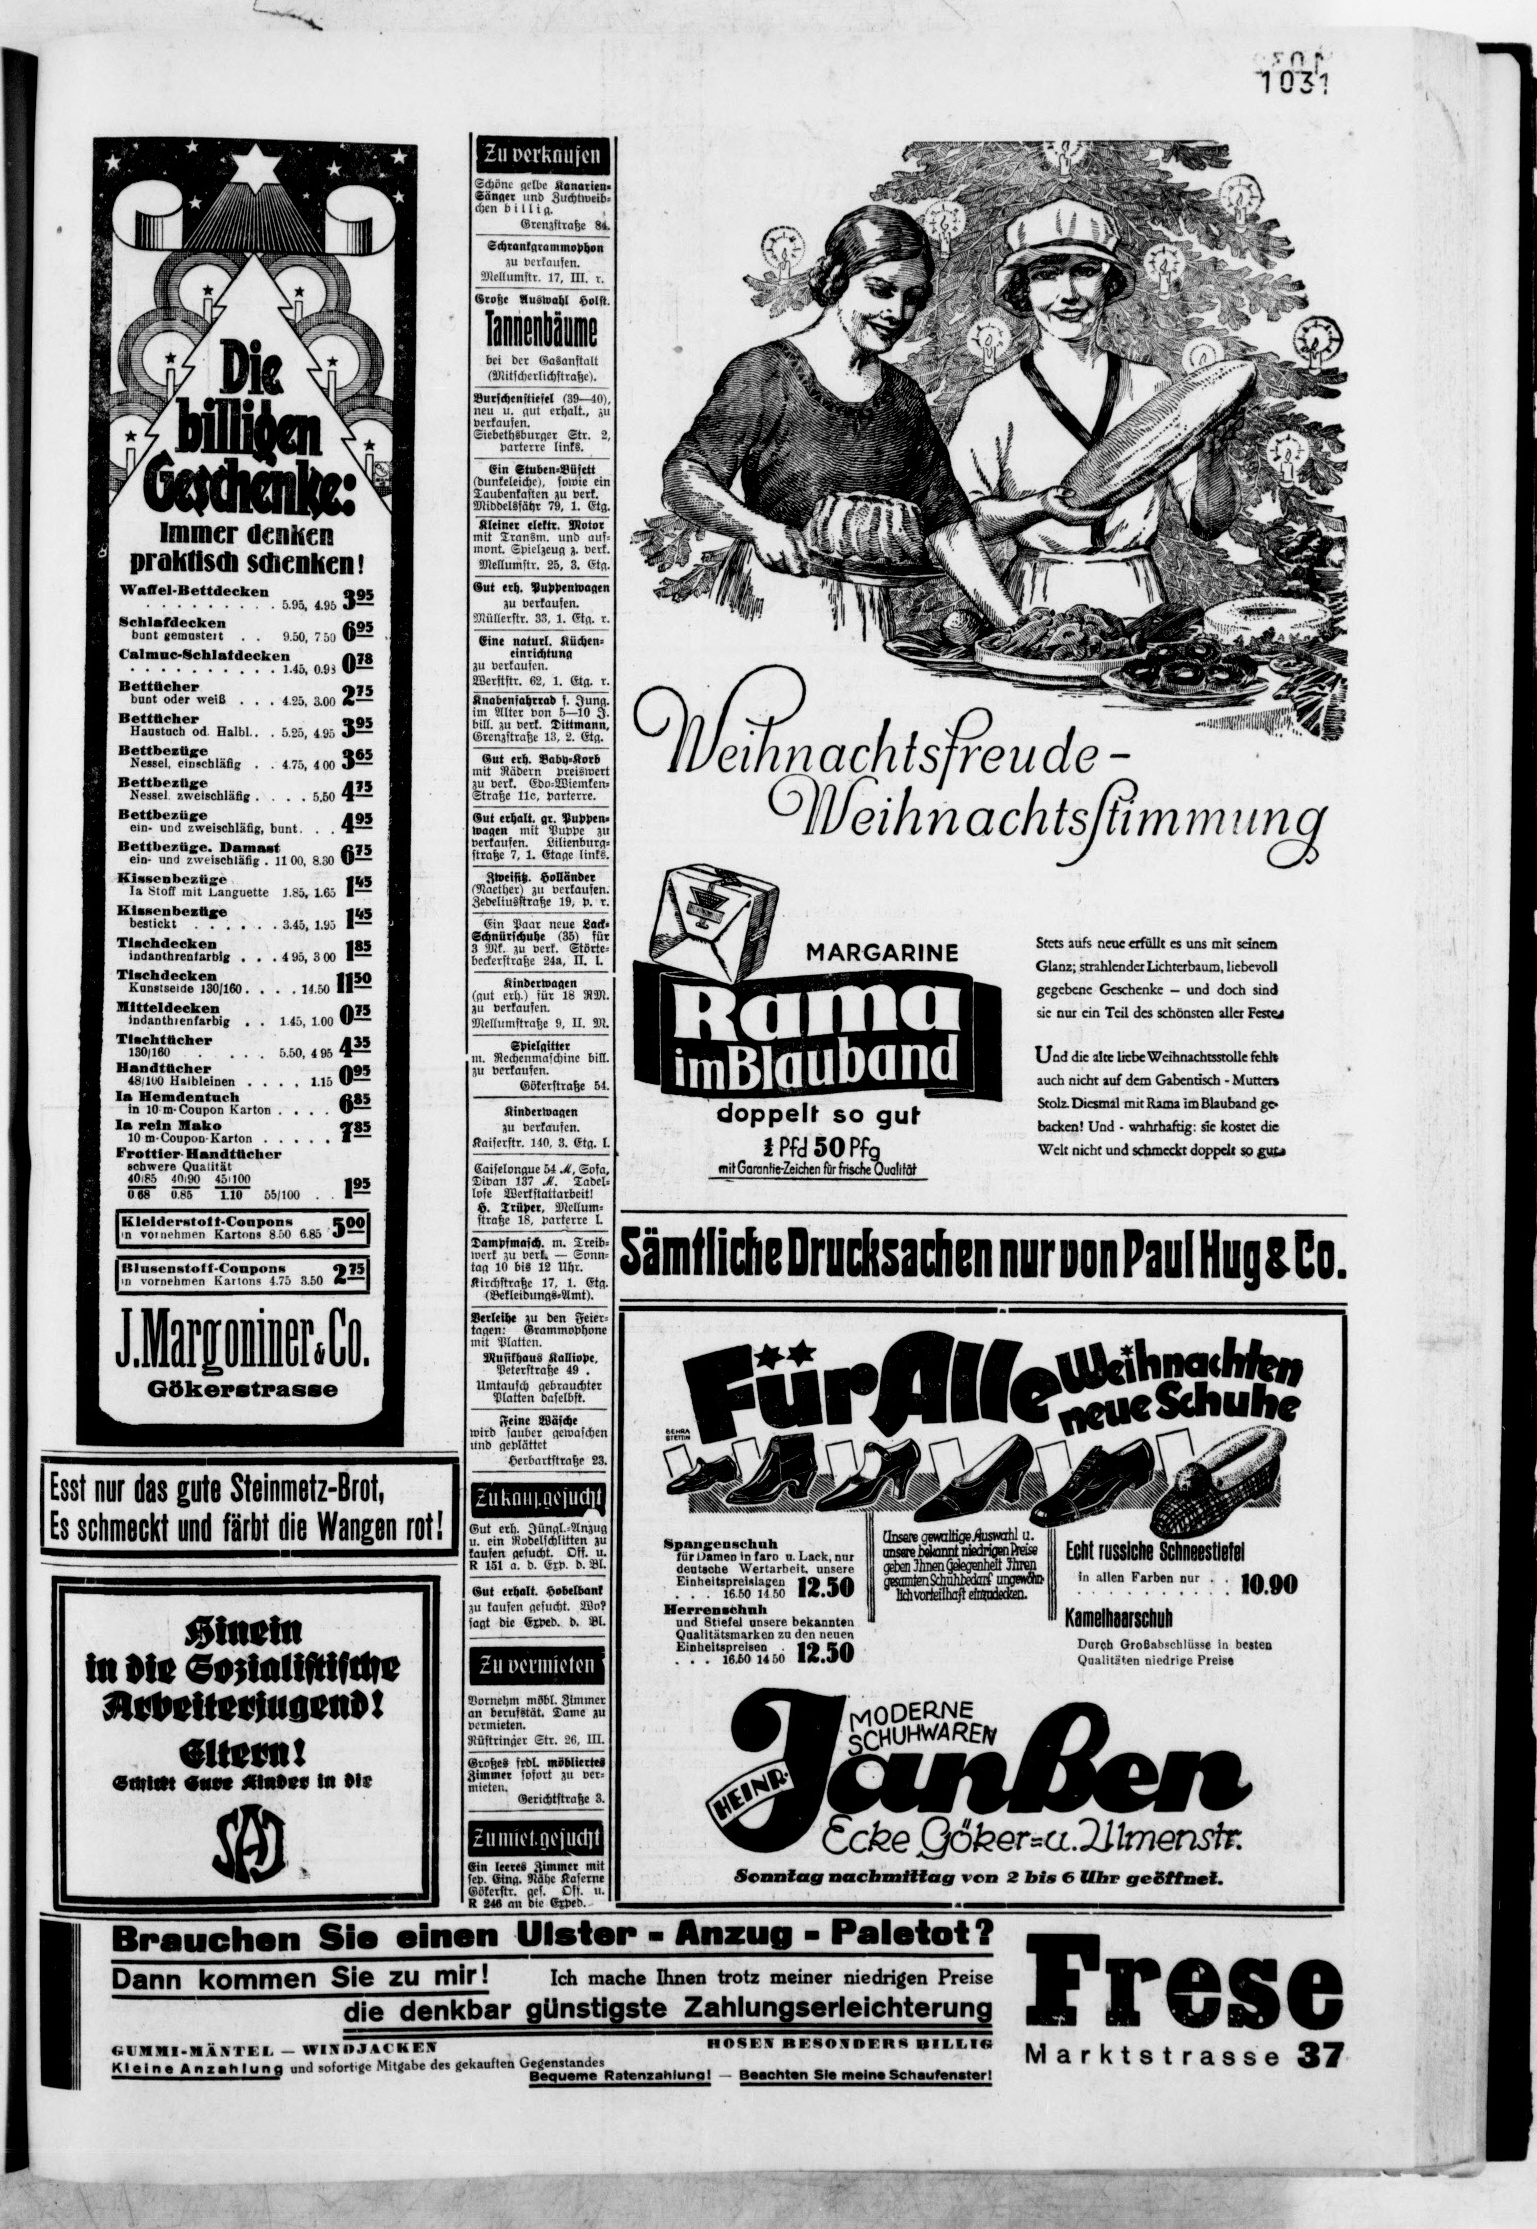 1031
Die
billigen
Geschenke:
Immer denken
praktisch schenken!
Waffel-Bettdecken
. . . . . . . . . 5.95, 4.95 3 95
Schlafdecken
bunt gemustert . . 9.50, 7 50 6 95
Calmuc-Schlafdecken
. . . . . . . . . . 1.45, 0.93 0 78
Bettücher
bunt oder weiß . . . 4.25, 3.00 2 75
Bettücher
Haustuch od. Halbl. . . 5.25, 4.95 3 95
Bettbezüge
Nessel, einschläfig . . 4.75, 4 00 3 65
Bettbezüge
Nessel, zweischläfig . . . . 5.50 4 75
Bettbezüge
ein- und zweischläfig, bunt . . . 4 95
Bettbezüge, Damast
ein- und zweischläfig . 11 00, 8.30 6 75
Kissenbezüge
Ia Stoff mit Languette 1.85, 1.65 1 45
Kissenbezüge
bestickt . . . . . . 3.45, 1.95 1 45
Tischdecken
indanthrenfarbig . . . 4 95, 3 00 1 85
Tischdecken
Kunstseide 130/160 . . . . 14.50 11 50
Mitteldecken
indanthrenfarbig . . 1.45, 1.00 0 75
Tischtücher
130/160 . . . . . 5.50, 4 95 4 35
Handtücher
48/100 Halbleinen . . . . 1.15 0 95
Ia Hemdentuch
in 10-m-Coupon Karton . . . . 6 85
Ia rein Mako
10 m-Coupon-Karton . . . . . 7 85
Frottier-Handtücher
schwere Qualität
40/85 40/90 45/100
0 68 0.85 1.10 55/100 . . 1 95
Kleiderstoff-Coupons
in vornehmen Kartons 8.50 6.85 5 00
Blusenstoff-Coupons
in vornehmen Kartons 4.75 3.50 2 75
J. Margoniner & Co.
Gökerstrasse
Esst nur das gute Steinmetz-Brot,
Es schmeckt und färbt die Wangen rot!
Hinein
in die Sozialistische
Arbeiterjugend!
Eltern!
Schickt Eure Kinder in die
SAJ
Zu verkaufen
Schöne gelbe Kanarien-
Sänger und Zuchtweib-
chen billig.
Grenzstraße 84.
Schrankgrammophon
zu verkaufen.
Mellumstr. 17, III. r.
Große Auswahl Holst.
Tannenbäume
bei der Gasanstalt
(Mitscherlichstraße).
Burschenstiefel (39—40),
neu u. gut erhalt., zu
verkaufen.
Siebethsburger Str. 2,
parterre links.
Ein Stuben-Büfett
(dunkeleiche), sowie ein
Taubenkasten zu verk.
Middelsfähr 79, 1. Etg.
Kleiner elektr. Motor
mit Transm. und auf-
mont. Spielzeug z. verk.
Mellumstr. 25, 3. Etg.
Gut erh. Puppenwagen
zu verkaufen.
Müllerstr. 33, 1. Etg. r.
Eine naturl. Küchen-
einrichtung
zu verkaufen.
Werftstr. 62, 1. Etg. r.
Knabenfahrrad f. Jung.
im Alter von 5—10 J.
bill. zu verk. Dittmann,
Grenzstraße 13, 2. Etg.
Gut erh. Baby-Korb
mit Rädern preiswert
zu verk. Edo-Wiemken-
Straße 11c, parterre.
Gut erhalt. gr. Puppen-
wagen mit Puppe zu
verkaufen. Lilienburg-
straße 7, 1. Etage links.
Zweisitz. Holländer
(Naether) zu verkaufen.
Zedeliusstraße 19, p. r.
Ein Paar neue Lack-
Schnürschuhe (35) für
3 Mk. zu verk. Störte-
beckerstraße 24a, II. l.
Kinderwagen
(gut erh.) für 18 RM.
zu verkaufen.
Mellumstraße 9, II. M.
Spielgitter
m. Rechenmaschine bill.
zu verkaufen.
Gökerstraße 54.
Kinderwagen
zu verkaufen.
Kaiserstr. 140, 3. Etg. l.
Caiselongue 54 M, Sofa,
Divan 137 M. Tadel-
lose Werkstattarbeit!
H. Trüper, Mellum-
straße 18, parterre l.
Dampfmasch. m. Treib-
werk zu verk. — Sonn-
tag 10 bis 12 Uhr.
Kirchstraße 17, 1. Etg.
(Bekleidungs-Amt).
Verleihe zu den Feier-
tagen: Grammophone
mit Platten.
Musikhaus Kalliope,
Peterstraße 49 .
Umtausch gebrauchter
Platten daselbst.
Feine Wäsche
wird sauber gewaschen
und geplättet
Herbartstraße 23.
Zu kauf. gesucht
Gut erh. Jüngl.-Anzug
u. ein Rodelschlitten zu
kaufen gesucht. Off. u.
R 151 a. d. Exp. d. Bl.
Gut erhalt. Hobelbank
zu kaufen gesucht. Wo?
sagt die Exped. d. Bl.
Zu vermieten
Vornehm möbl. Zimmer
an berufstät. Dame zu
vermieten.
Rüstringer Str. 26, III.
Großes frdl. möbliertes
Zimmer sofort zu ver-
mieten.
Gerichtstraße 3.
Zu miet. gesucht
Ein leeres Zimmer mit
sep. Eing. Nähe Kaserne
Gökerstr. ges. Off. u.
R 246 an die Exped.
Weihnachtsfreude -
Weihnachtsstimmung
MARGARINE
Rama
im Blauband
doppelt so gut
1 Pfd 50 Pfg
mit Garantie-Zeichen für frische Qualität
Stets aufs neue erfüllt es uns mit seinem
Glanz; strahlender Lichterbaum, liebevoll
gegebene Geschenke – und doch sind
sie nur ein Teil des schönsten aller Feste
Und die alte liebe Weihnachtsstolle fehlt
auch nicht auf dem Gabentisch - Mutters
Stolz. Diesmal mit Rama im Blauband ge-
backen! Und - wahrhaftig: sie kostet die
Welt nicht und schmeckt doppelt so gut
Sämtliche Drucksachen nur von Paul Hug & Co.
Für Alle Weihnachten
neue Schuhe
BEHRA
STETTIN
Spangenschuh
für Damen in farb u. Lack, nur
deutsche Wertarbeit, unsere
Einheitspreislagen 12.50
. . . 16.50 14.50
Herrenschuh
und Stiefel unsere bekannten
Qualitätsmarken zu den neuen
Einheitspreisen . 12.50
. . . 16.50 14 50
Unsere gewaltige Auswahl u.
unsere bekannt niedrigen Preise
geben Ihnen Gelegenheit Ihren
gesamten Schuhbedarf ungewöhn-
lich vorteilhaft einzudecken.
Echt russische Schneestiefel
in allen Farben nur . .
. . . . . . . . . . 10.90
Kamelhaarschuh
Durch Großabschlüsse in besten
Qualitäten niedrige Preise
MODERNE
SCHUHWAREN
HEINR. Janßen
Ecke Göker=u. Ulmenstr.
Sonntag nachmittag von 2 bis 6 Uhr geöffnet.
Brauchen Sie einen Ulster - Anzug - Paletot?
Dann kommen Sie zu mir! Ich mache Ihnen trotz meiner niedrigen Preise
die denkbar günstigste Zahlungserleichterung
GUMMI-MÄNTEL — WINDJACKEN HOSEN BESONDERS BILLIG
Kleine Anzahlung und sofortige Mitgabe des gekauften Gegenstandes
Bequeme Ratenzahlung! — Beachten Sie meine Schaufenster!
Frese
Marktstrasse 37